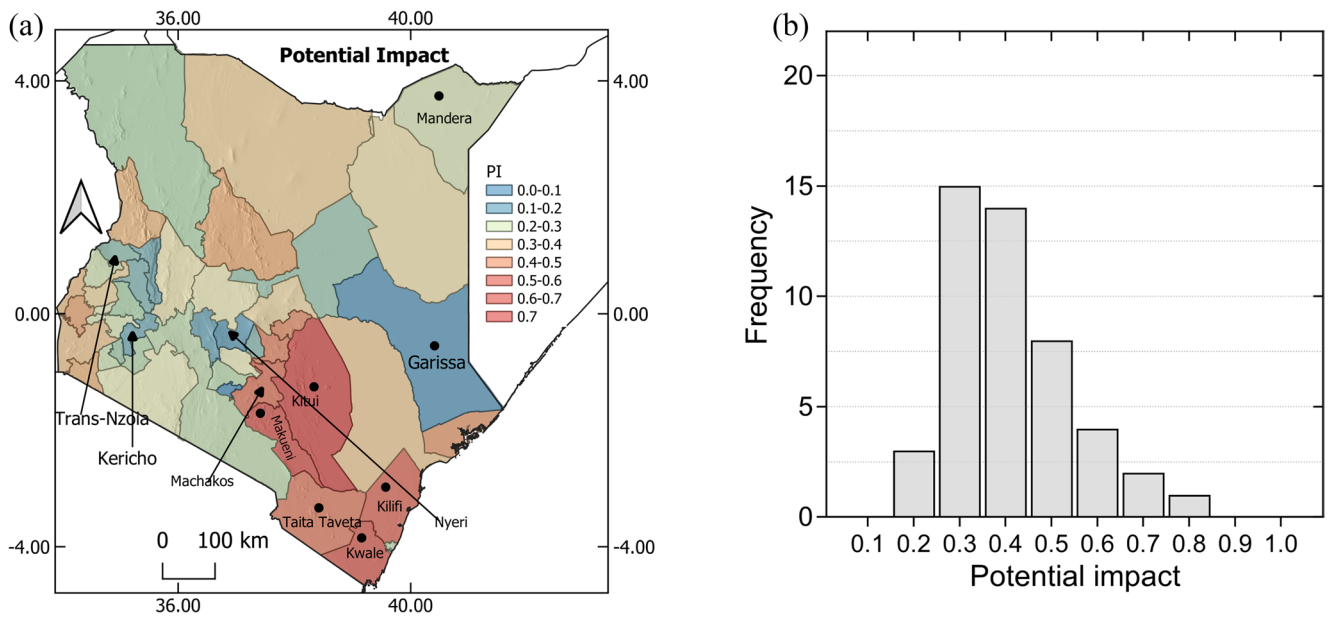 (a)
36.00 40.00
Potential Impact
4.00 4.00
Mandera
PI
0.0-0.1
0.1-0.2
0.2-0.3
0.3-0.4
0.4-0.5
0.5-0.6
0.6-0.7
0.7
0.00 0.00
Garissa
Kitui
Trans-Nzoia
Makueni
Kericho
Machakos
Kilifi
Taita Taveta
Nyeri
Kwale
0 100 km
-4.00 -4.00
36.00 40.00
(b)
Frequency
20
15
10
5
0
0.1 0.2 0.3 0.4 0.5 0.6 0.7 0.8 0.9 1.0
Potential impact